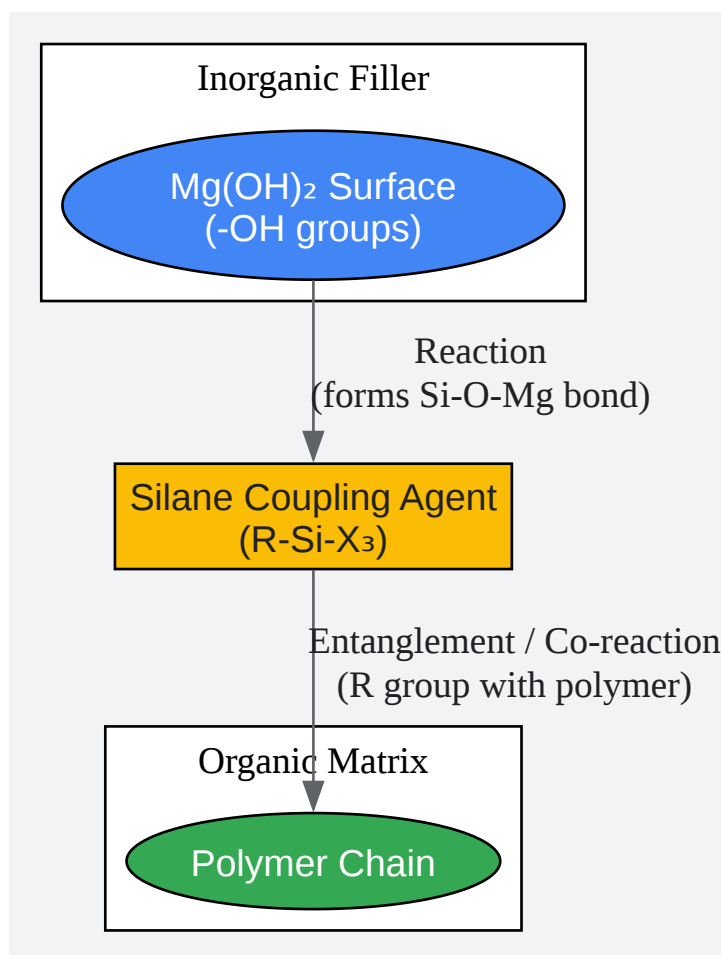 Inorganic Filler
Mg(OH)₂ Surface
(-OH groups)
Reaction
(forms Si-O-Mg bond)
Silane Coupling Agent
(R-Si-X₃)
Entanglement / Co-reaction
(R group with polymer)
Organic Matrix
Polymer Chain